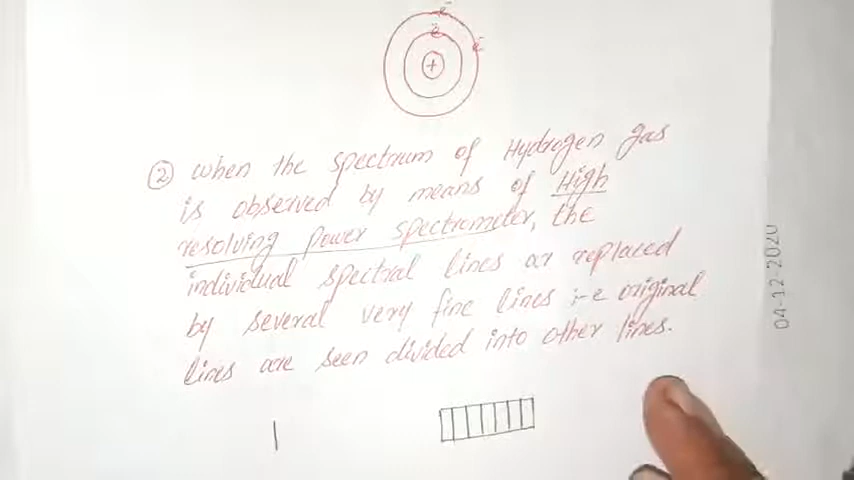 e⁻
e⁻
e⁻
+
② When the spectrum of Hydrogen gas
is observed by means of High
resolving power spectrometer, the
individual spectral lines are replaced
by several very fine lines i-e original
lines are seen divided into other lines.
04-12-2020